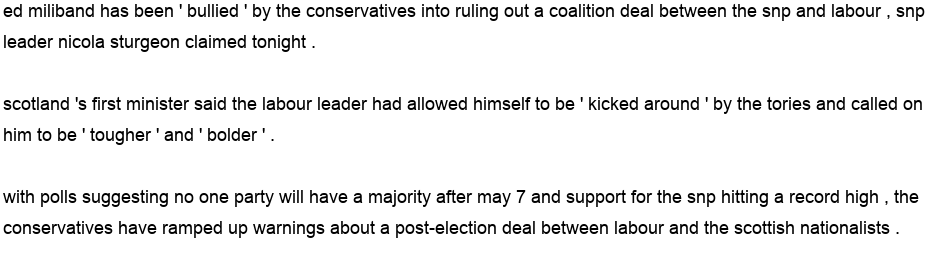 ed miliband has been ' bullied ' by the conservatives into ruling out a coalition deal between the snp and labour , snp
leader nicola sturgeon claimed tonight .
scotland 's first minister said the labour leader had allowed himself to be ' kicked around ' by the tories and called on
him to be ' tougher ' and ' bolder ' .
with polls suggesting no one party will have a majority after may 7 and support for the snp hitting a record high , the
conservatives have ramped up warnings about a post-election deal between labour and the scottish nationalists .